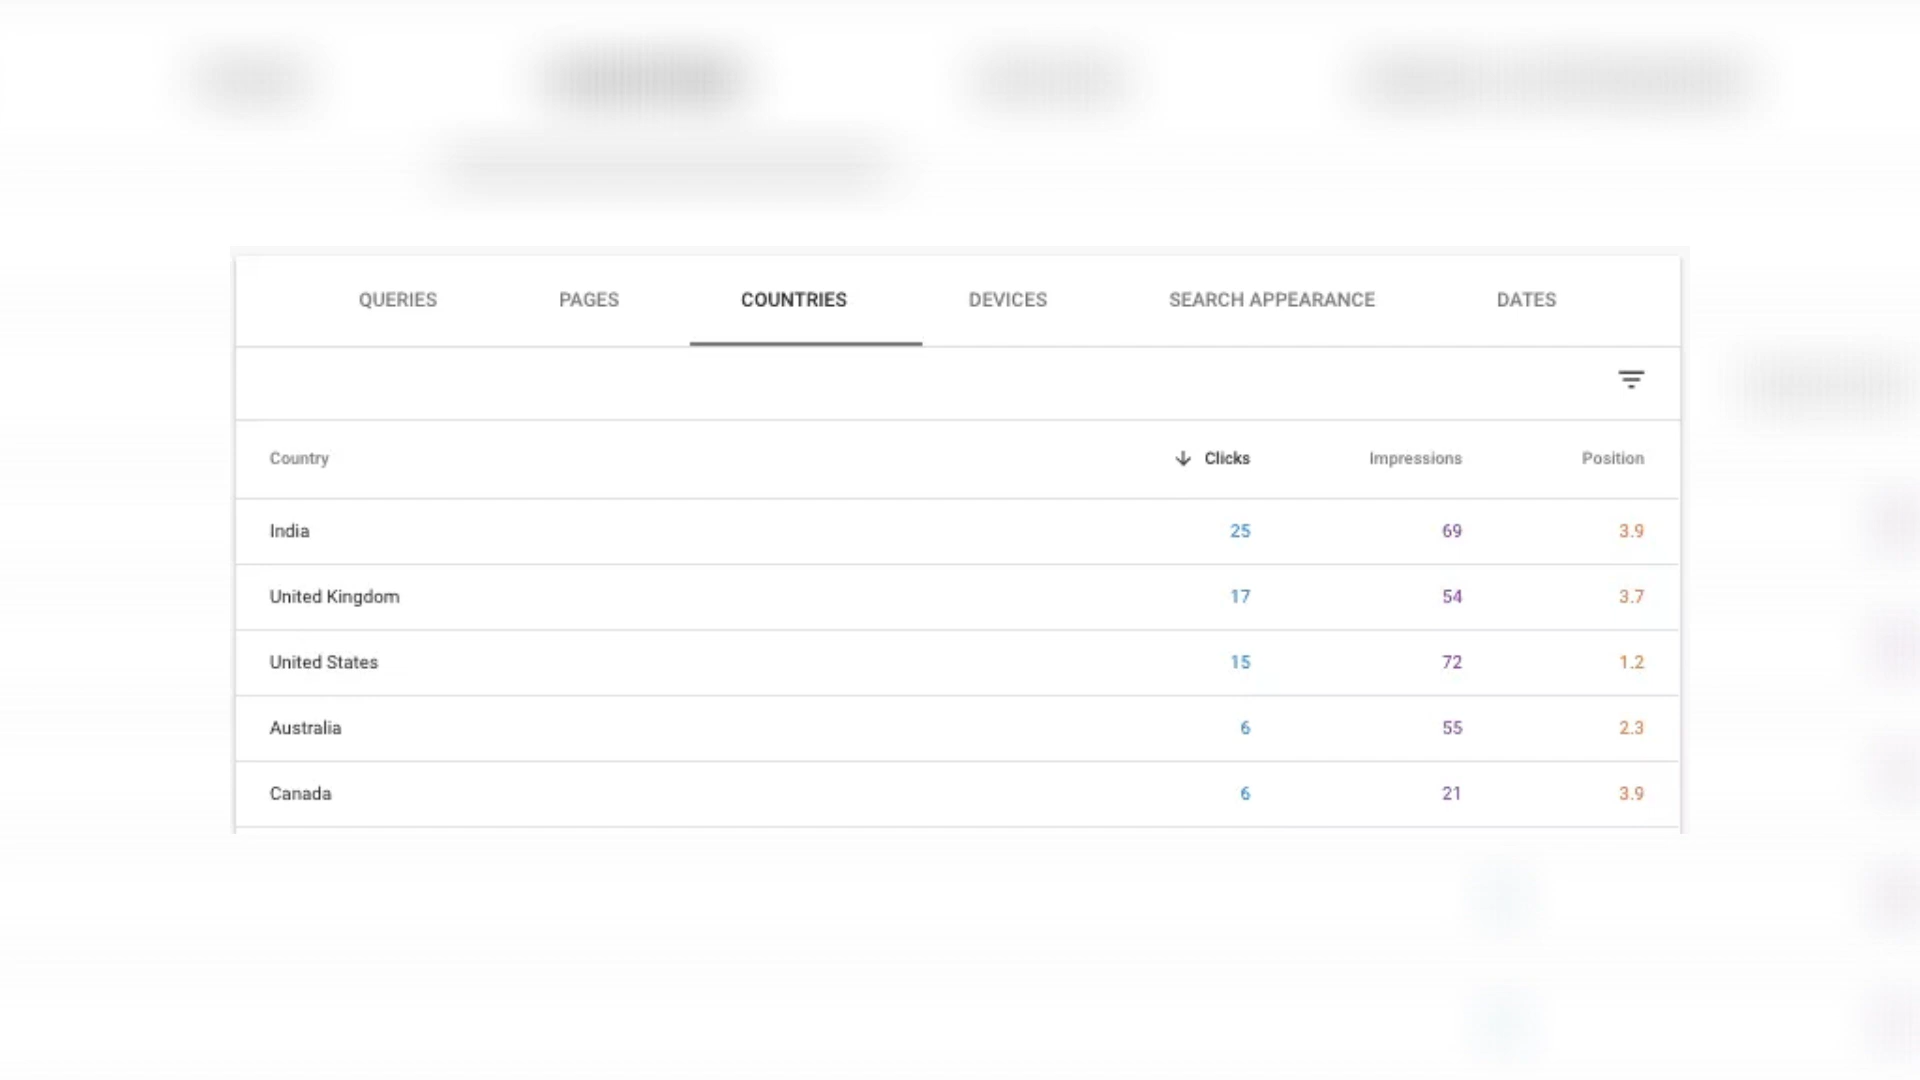 QUERIES PAGES COUNTRIES DEVICES SEARCH APPEARANCE DATES
Country Clicks Impressions Position
India 25 69 3.9
United Kingdom 17 54 3.7
United States 15 72 1.2
Australia 6 55 2.3
Canada 6 21 3.9